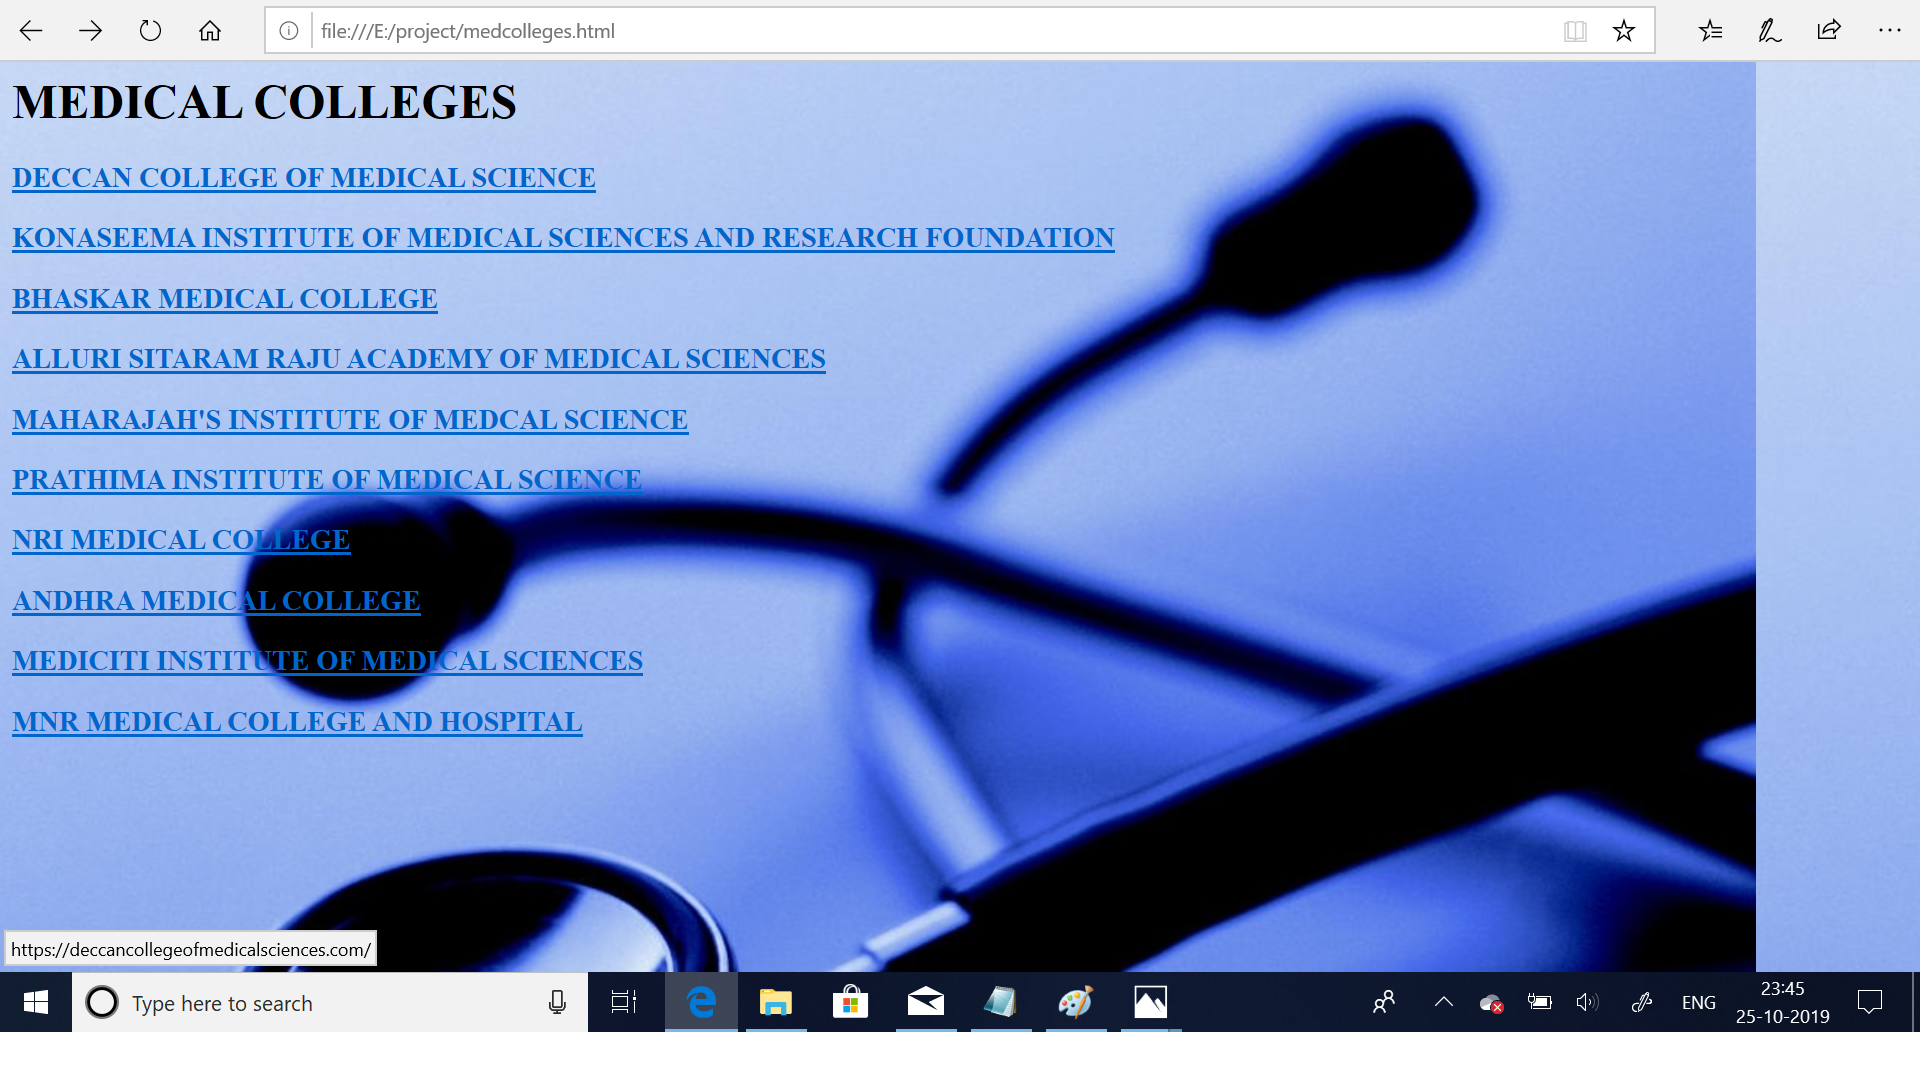 file:///E:/project/medcolleges.html
MEDICAL COLLEGES
DECCAN COLLEGE OF MEDICAL SCIENCE
KONASEEMA INSTITUTE OF MEDICAL SCIENCES AND RESEARCH FOUNDATION
BHASKAR MEDICAL COLLEGE
ALLURI SITARAM RAJU ACADEMY OF MEDICAL SCIENCES
MAHARAJAH'S INSTITUTE OF MEDCAL SCIENCE
PRATHIMA INSTITUTE OF MEDICAL SCIENCE
NRI MEDICAL COLLEGE
ANDHRA MEDICAL COLLEGE
MEDICITI INSTITUTE OF MEDICAL SCIENCES
MNR MEDICAL COLLEGE AND HOSPITAL
https://deccancollegeofmedicalsciences.com/
Type here to search
ENG
23:45
25-10-2019